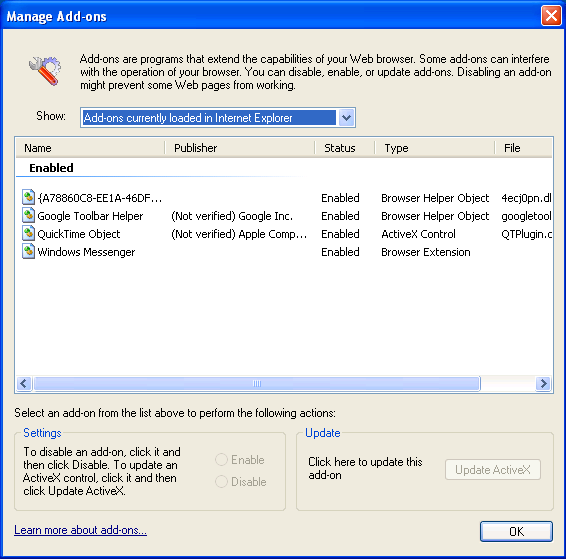 Manage Add-ons
Add-ons are programs that extend the capabilities of your Web browser. Some add-ons can interfere
with the operation of your browser. You can disable, enable, or update add-ons. Disabling an add-on
might prevent some Web pages from working.
Show: Add-ons currently loaded in Internet Explorer
Name Publisher Status Type File
Enabled
{A78860C8-EE1A-46DF... Enabled Browser Helper Object 4ecj0pn.dl
Google Toolbar Helper (Not verified) Google Inc. Enabled Browser Helper Object googletool
QuickTime Object (Not verified) Apple Comp... Enabled ActiveX Control QTPlugin.c
Windows Messenger Enabled Browser Extension
Select an add-on from the list above to perform the following actions:
Settings
To disable an add-on, click it and
then click Disable. To update an
ActiveX control, click it and then
click Update ActiveX.
Enable
Disable
Update
Click here to update this
add-on
Update ActiveX
Learn more about add-ons...
OK